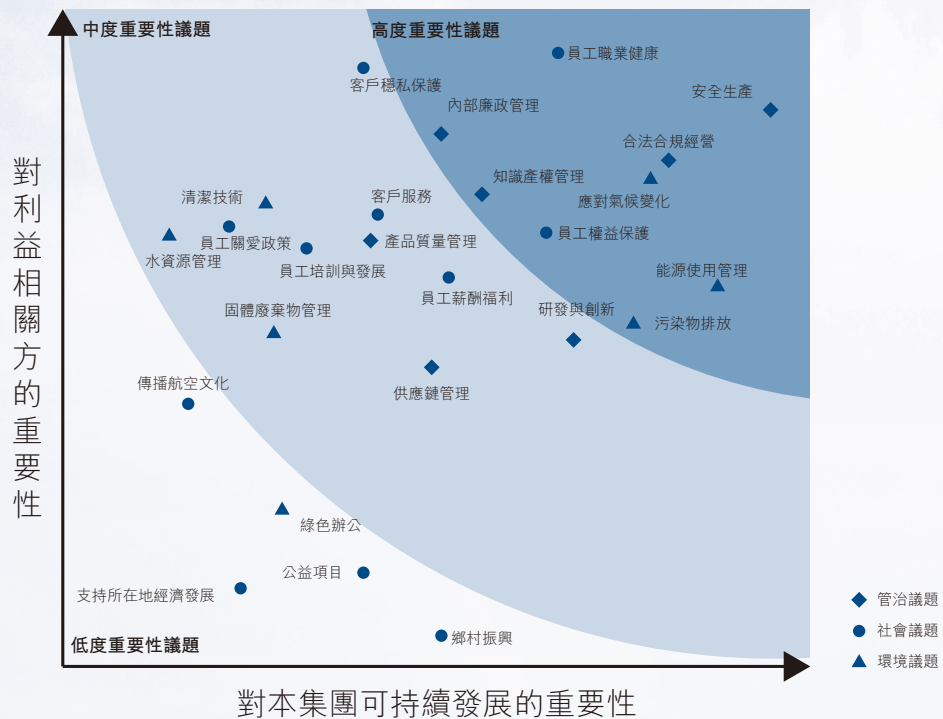 中度重要性議題
高度重要性議題
員工職業健康
客戶穩私保護
安全生產
內部廉政管理
合法合規經營
知識產權管理
清潔技術
客戶服務
應對氣候變化
員工關愛政策
產品質量管理
員工權益保護
水資源管理
員工培訓與發展
能源使用管理
員工薪酬福利
固體廢棄物管理
研發與創新
污染物排放
傳播航空文化
供應鏈管理
綠色辦公
公益項目
支持所在地經濟發展
鄉村振興
低度重要性議題
對利益相關方的重要性
對本集團可持續發展的重要性
管治議題
社會議題
環境議題